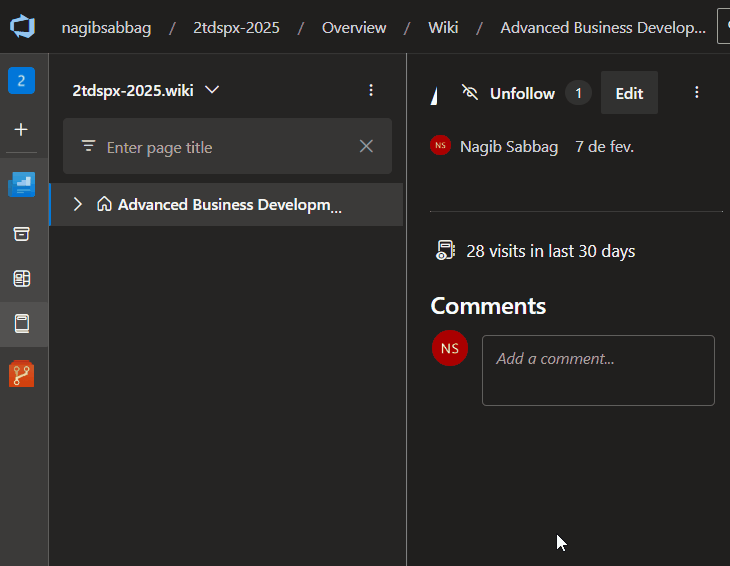 nagibsabbag / 2tdspx-2025 / Overview / Wiki / Advanced Business Develop...
2
2tdspx-2025.wiki
Enter page title
Advanced Business Developm...
Unfollow 1 Edit
NS Nagib Sabbag 7 de fev.
28 visits in last 30 days
Comments
NS
Add a comment...